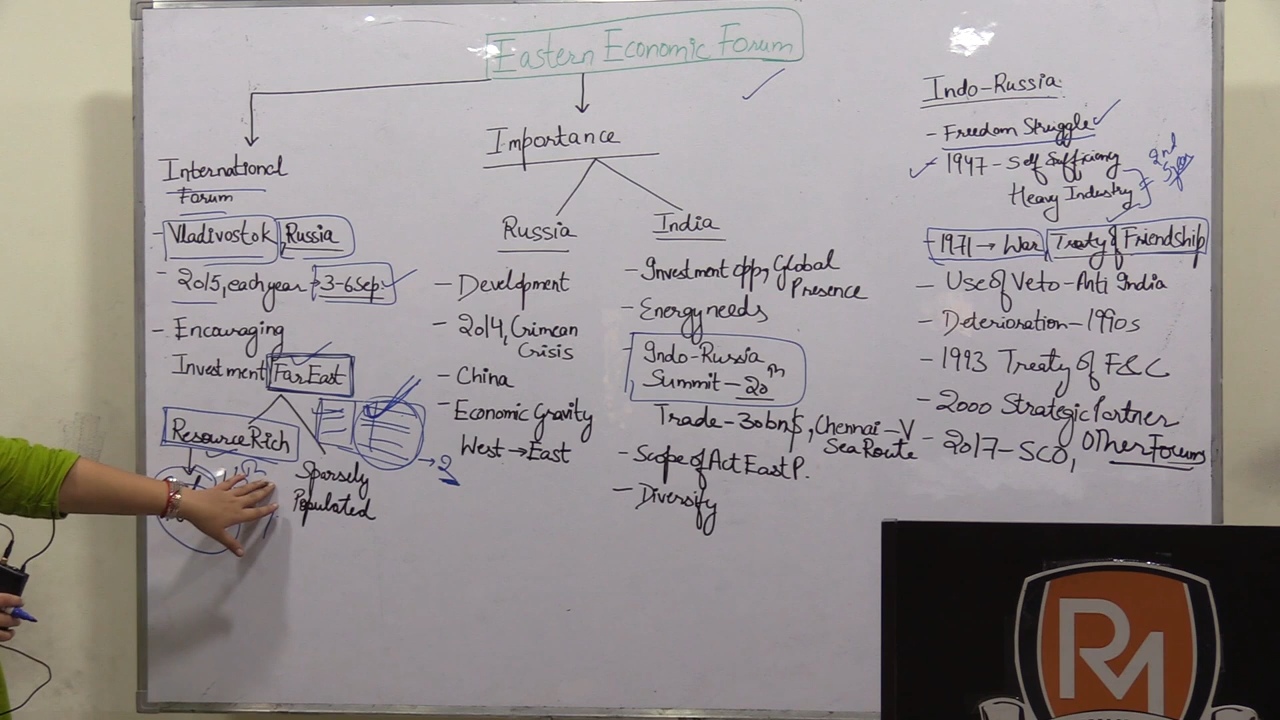 Eastern Economic Forum
International
Forum
- Vladivostok, Russia
- 2015, each year → 3-6 Sep
- Encouraging
Investment Far East
Resource Rich
Sparsely
Populated
→ 2
Importance
Russia
- Development
- 2014, Crimean
Crisis
- China
- Economic Gravity
West → East
India
- Investment opp, Global
Presence
- Energy needs
- Indo-Russia
Summit - 20th
Trade - 30bn$, Chennai-V
Sea Route
- Scope of Act East P.
- Diversify
Indo-Russia
- Freedom Struggle
- 1947 - Self Sufficiency
Heavy Industry
2nd
- 1971 → War, Treaty of Friendship
- Use of Veto - Anti India
- Deterioration - 1990s
- 1993 Treaty of F&C
- 2000 Strategic Partner
- 2017 - SCO, Other Forums
RM